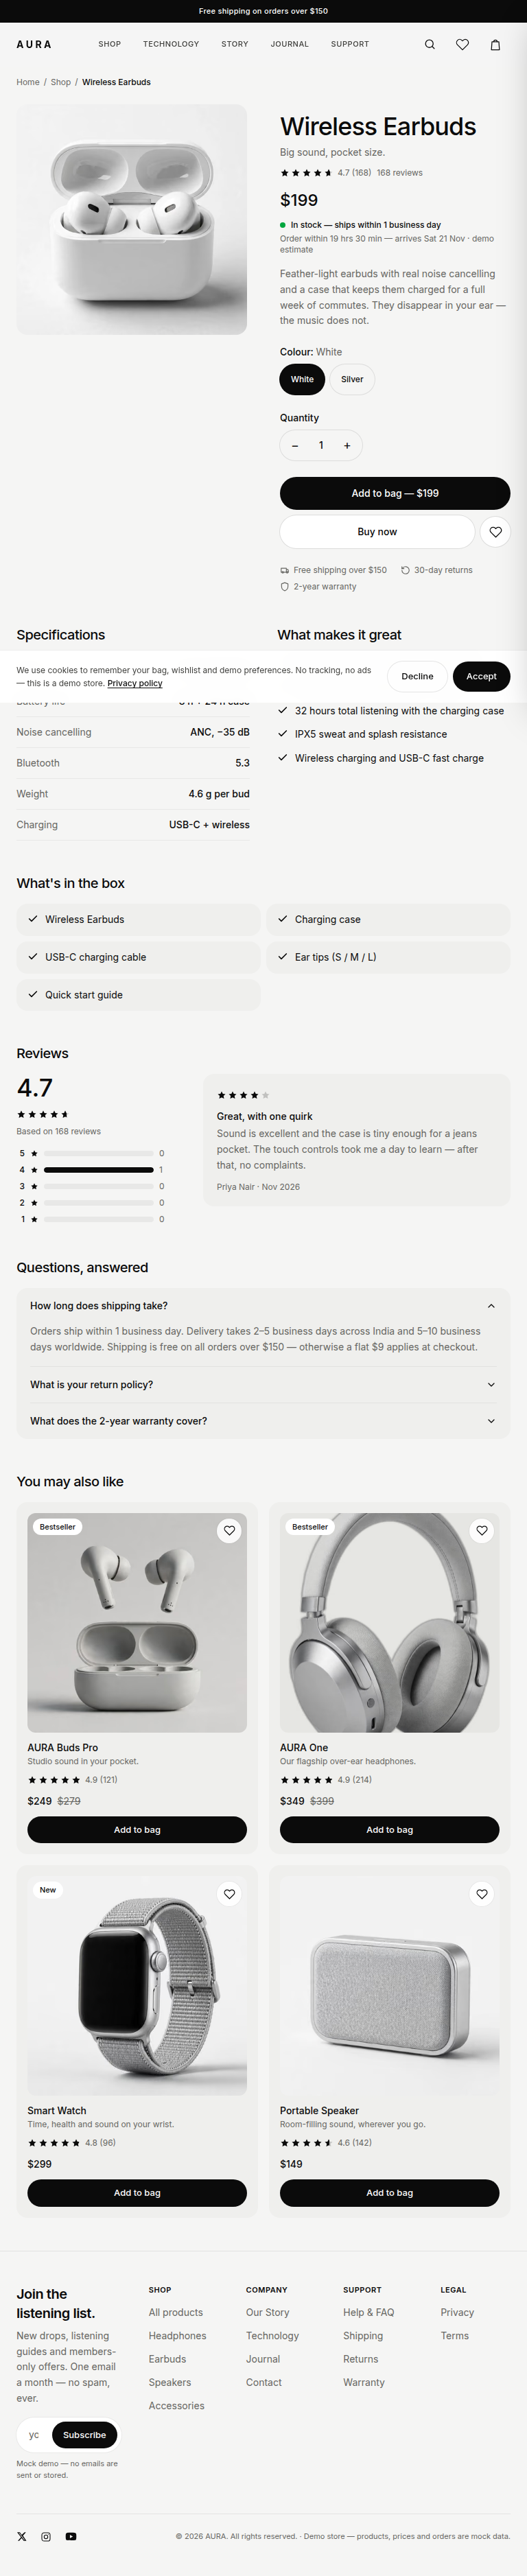 Free shipping on orders over $150
AURA
SHOP TECHNOLOGY STORY JOURNAL SUPPORT
Home / Shop / Wireless Earbuds
Wireless Earbuds
Big sound, pocket size.
4.7 (168) 168 reviews
$199
In stock — ships within 1 business day
Order within 19 hrs 30 min — arrives Sat 21 Nov · demo
estimate
Feather-light earbuds with real noise cancelling
and a case that keeps them charged for a full
week of commutes. They disappear in your ear —
the music does not.
Colour: White
White Silver
Quantity
− 1 +
Add to bag — $199
Buy now
Free shipping over $150 30-day returns
2-year warranty
Specifications
What makes it great
We use cookies to remember your bag, wishlist and demo preferences. No tracking, no ads
— this is a demo store. Privacy policy
Decline Accept
32 hours total listening with the charging case
Noise cancelling ANC, −35 dB
IPX5 sweat and splash resistance
Bluetooth 5.3
Wireless charging and USB-C fast charge
Weight 4.6 g per bud
Charging USB-C + wireless
What's in the box
Wireless Earbuds
Charging case
USB-C charging cable
Ear tips (S / M / L)
Quick start guide
Reviews
4.7
Based on 168 reviews
5 0
4 1
3 0
2 0
1 0
Great, with one quirk
Sound is excellent and the case is tiny enough for a jeans
pocket. The touch controls took me a day to learn — after
that, no complaints.
Priya Nair · Nov 2026
Questions, answered
How long does shipping take?
Orders ship within 1 business day. Delivery takes 2–5 business days across India and 5–10 business
days worldwide. Shipping is free on all orders over $150 — otherwise a flat $9 applies at checkout.
What is your return policy?
What does the 2-year warranty cover?
You may also like
Bestseller
AURA Buds Pro
Studio sound in your pocket.
4.9 (121)
$249 $279
Add to bag
Bestseller
AURA One
Our flagship over-ear headphones.
4.9 (214)
$349 $399
Add to bag
New
Smart Watch
Time, health and sound on your wrist.
4.8 (96)
$299
Add to bag
Portable Speaker
Room-filling sound, wherever you go.
4.6 (142)
$149
Add to bag
Join the
listening list.
New drops, listening
guides and members-
only offers. One email
a month — no spam,
ever.
yo
Subscribe
Mock demo — no emails are
sent or stored.
SHOP
All products
Headphones
Earbuds
Speakers
Accessories
COMPANY
Our Story
Technology
Journal
Contact
SUPPORT
Help & FAQ
Shipping
Returns
Warranty
LEGAL
Privacy
Terms
© 2026 AURA. All rights reserved. · Demo store — products, prices and orders are mock data.